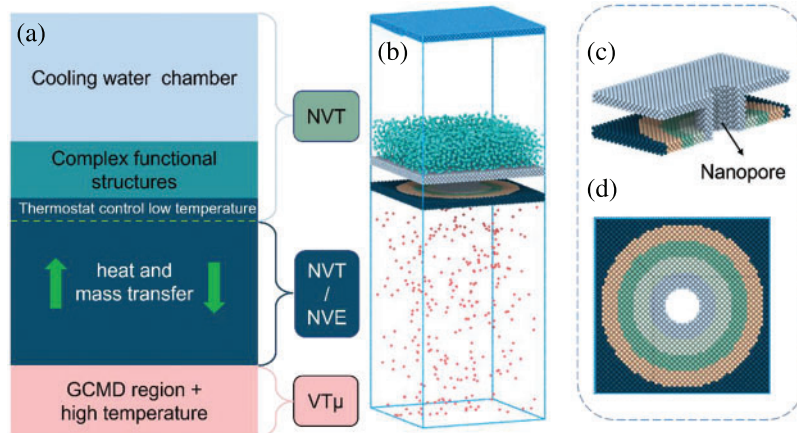 (a)
Cooling water chamber
Complex functional
structures
Thermostat control low temperature
heat and
mass transfer
GCMD region +
high temperature
NVT
NVT
/
NVE
VTμ
(b)
(c)
Nanopore
(d)